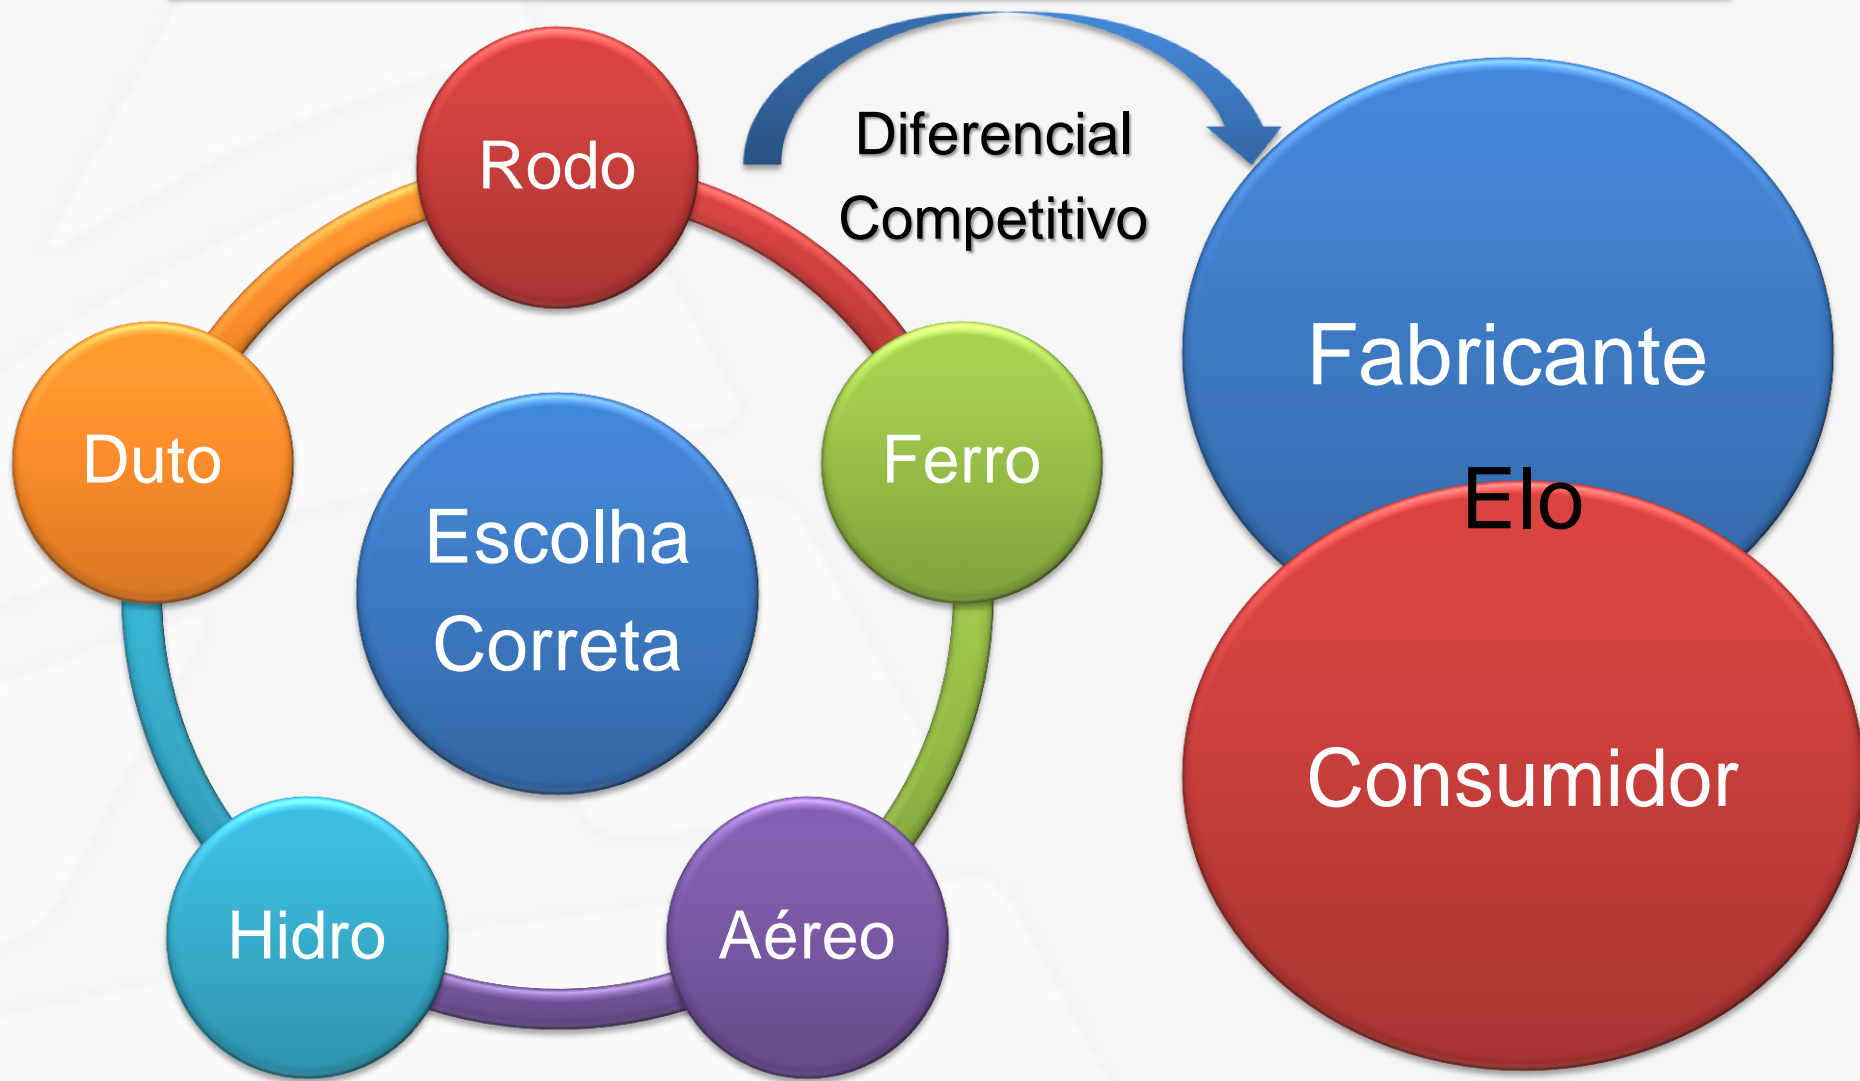 Rodo
Diferencial
Competitivo
Duto
Ferro
Escolha
Correta
Hidro
Aéreo
Fabricante
Elo
Consumidor